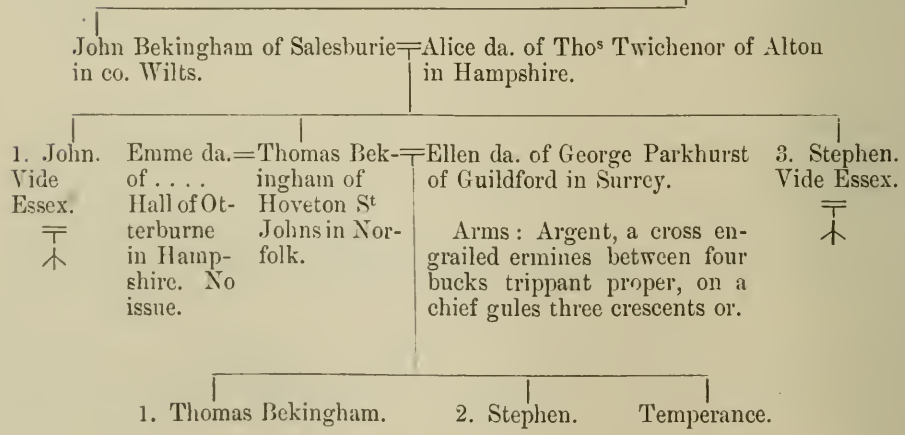 John Bekingham of Salesburie
in co. Wilts.
Alice da. of Thoˢ Twichenor of Alton
in Hampshire.
1. John.
Vide
Essex.
Emme da.
of . . . .
Hall of Ot-
terburne
in Hamp-
shire. No
issue.
Thomas Bek-
ingham of
Hoveton Sᵗ
Johns in Nor-
folk.
Ellen da. of George Parkhurst
of Guildford in Surrey.
Arms : Argent, a cross en-
grailed ermines between four
bucks trippant proper, on a
chief gules three crescents or.
3. Stephen.
Vide Essex.
1. Thomas Bekingham.
2. Stephen.
Temperance.